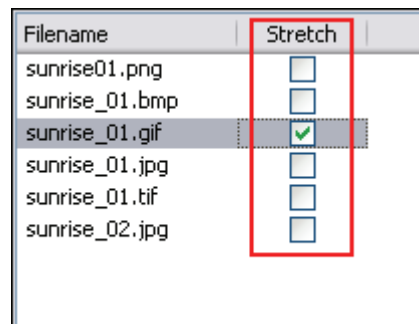 Filename Stretch
sunrise01.png
sunrise_01.bmp
sunrise_01.gif
sunrise_01.jpg
sunrise_01.tif
sunrise_02.jpg